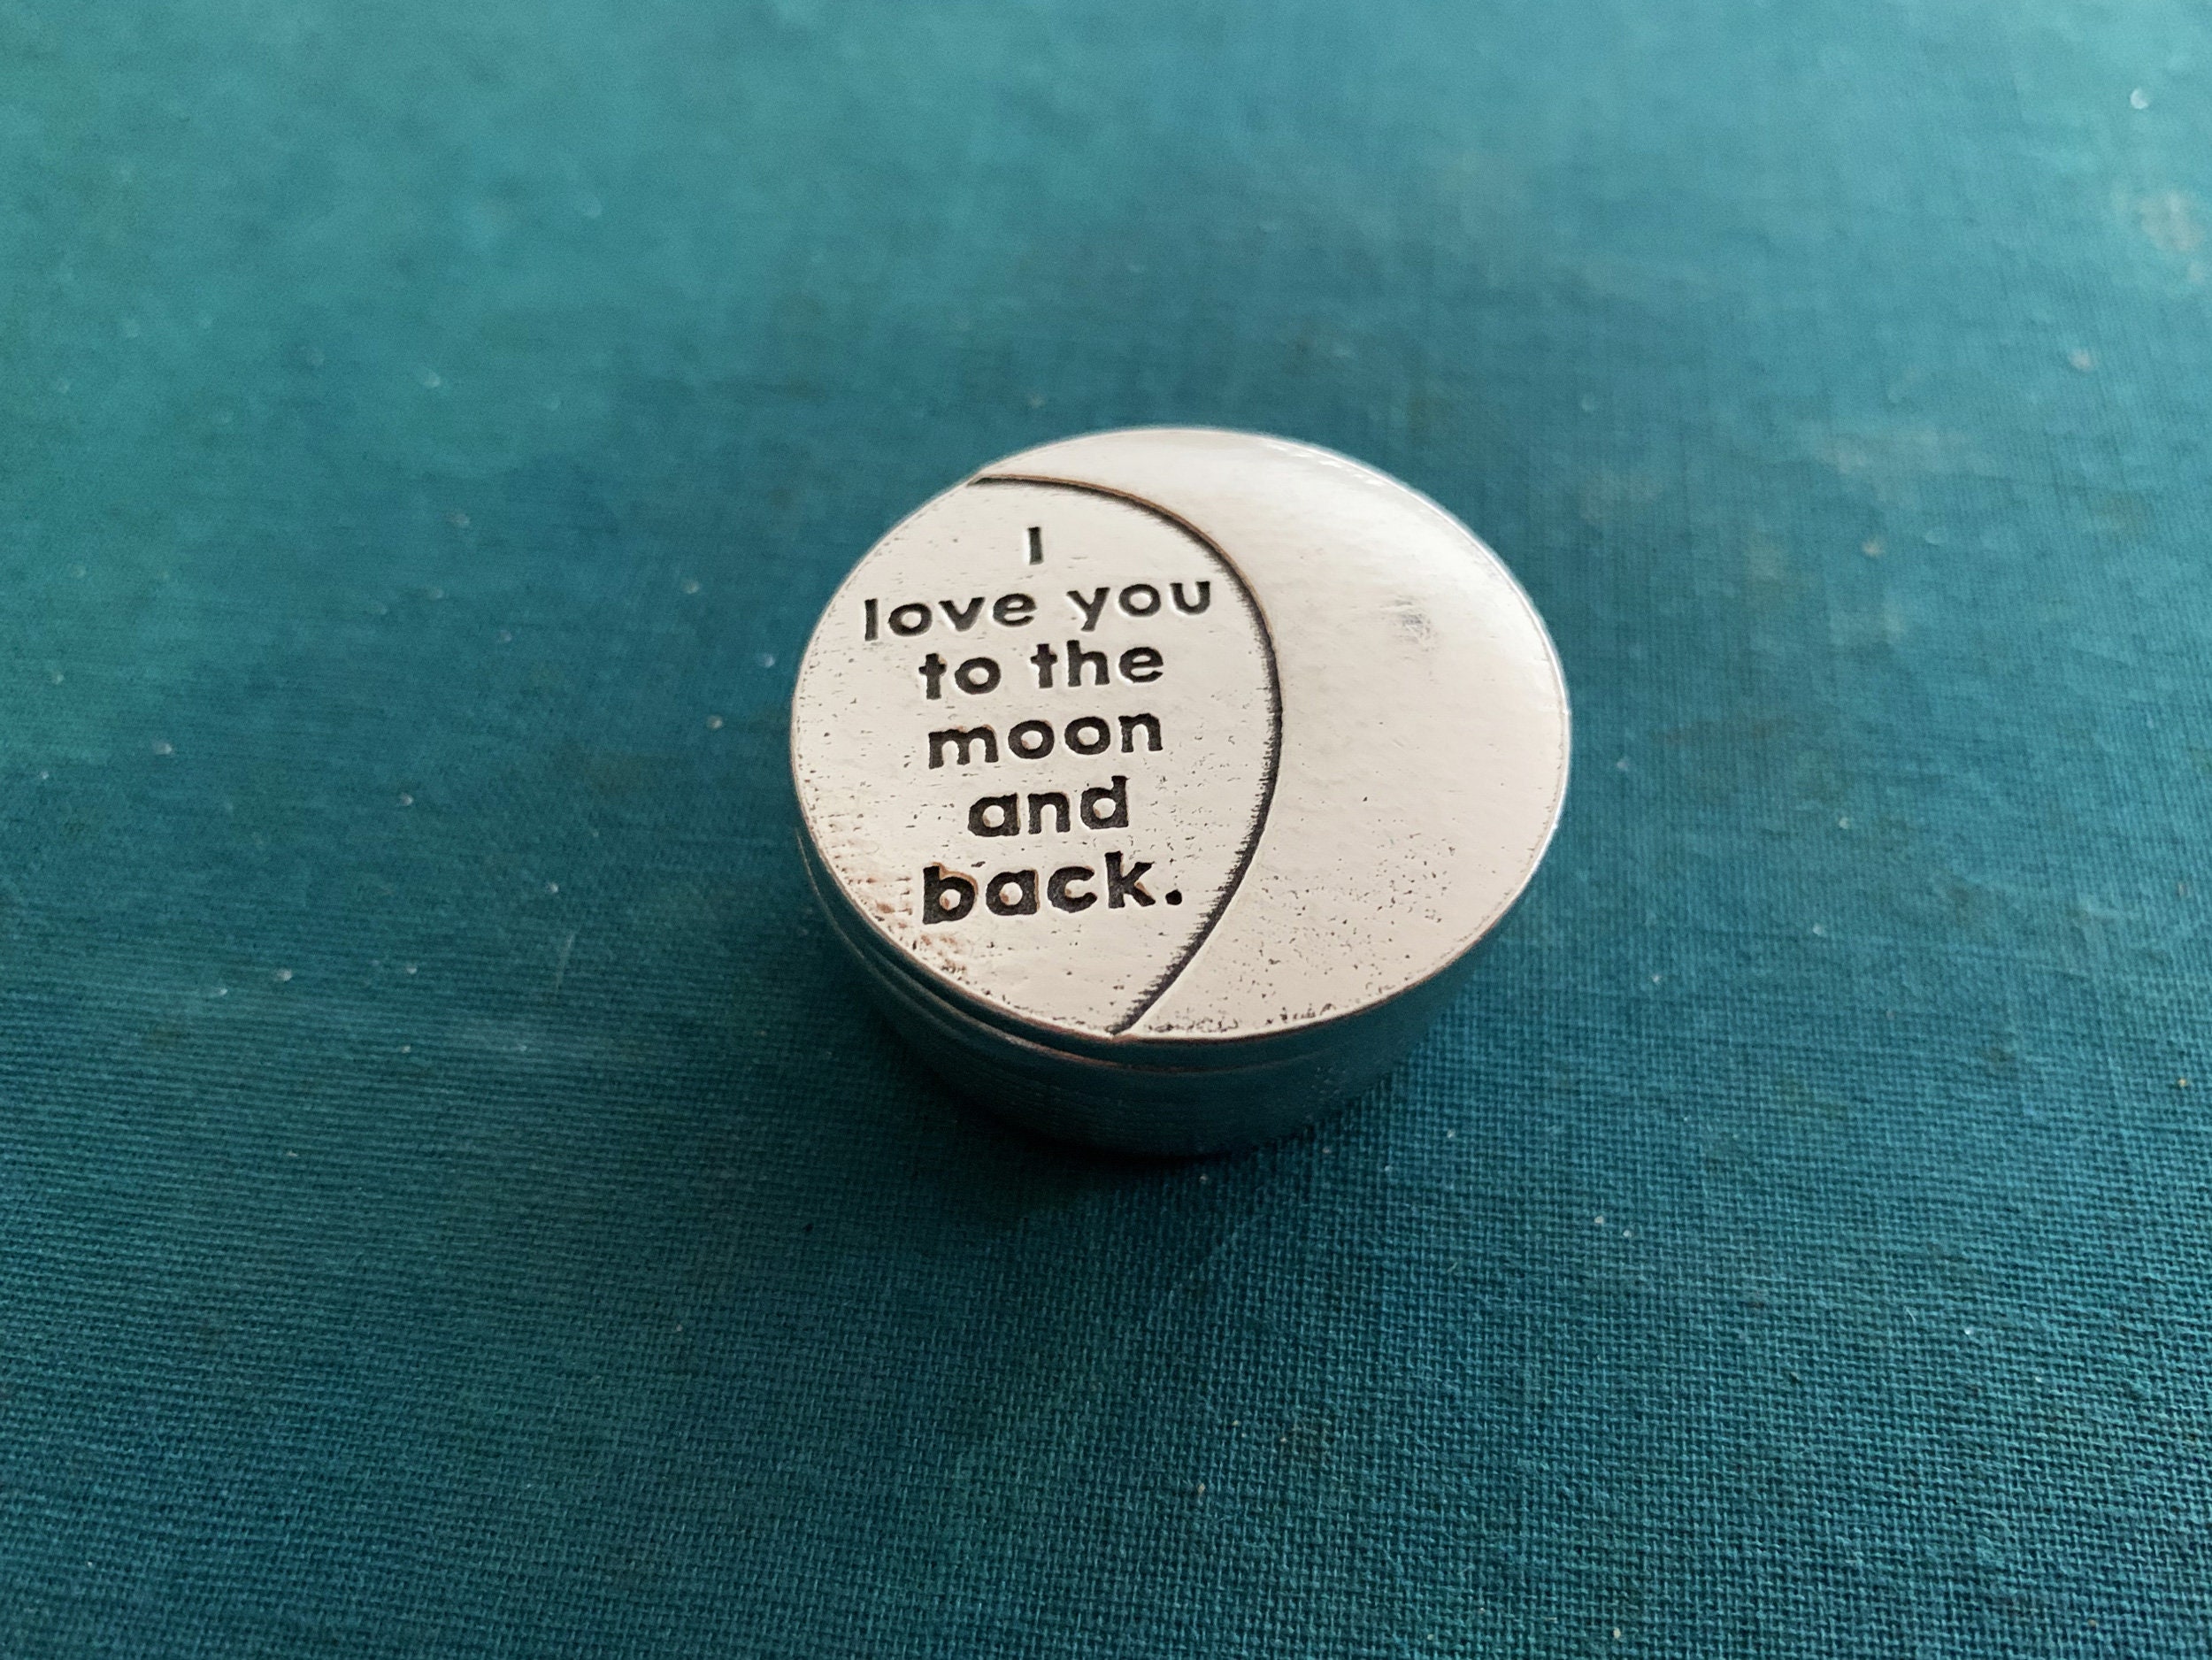 I
love you
to the
moon
and
back.